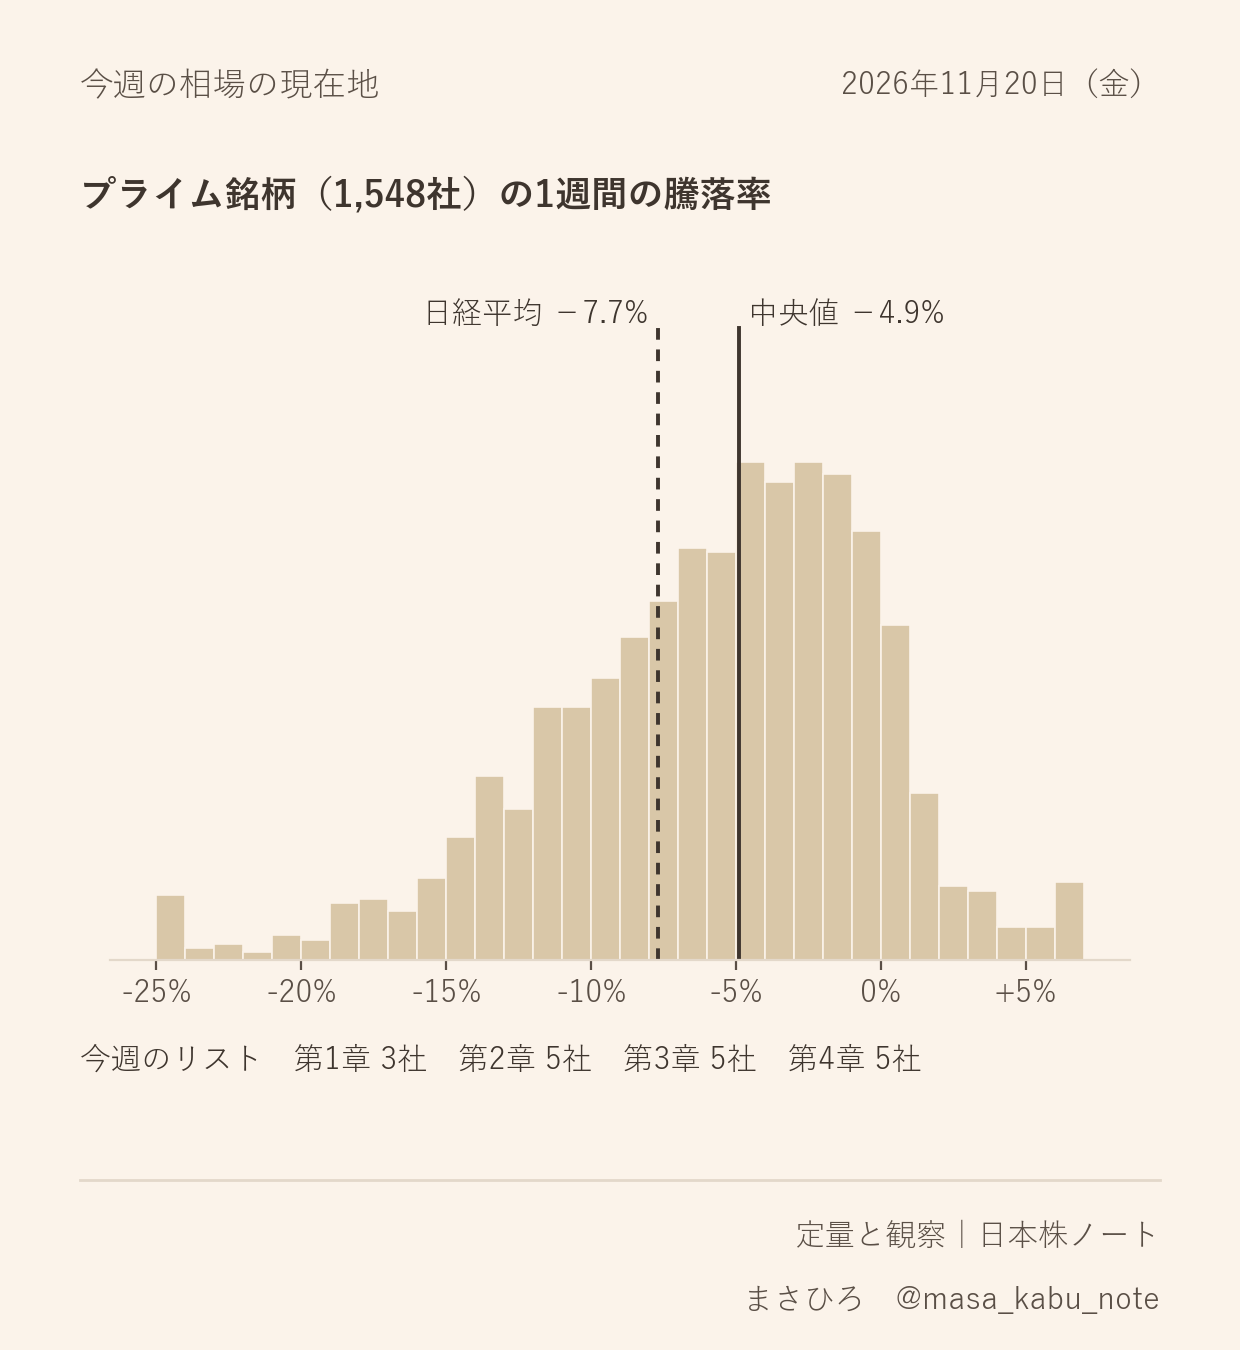 今週の相場の現在地
2026年11月20日（金）
プライム銘柄（1,548社）の1週間の騰落率
日経平均 −7.7%
中央値 −4.9%
-25% -20% -15% -10% -5% 0% +5%
今週のリスト　第1章 3社　第2章 5社　第3章 5社　第4章 5社
定量と観察｜日本株ノート
まさひろ　@masa_kabu_note